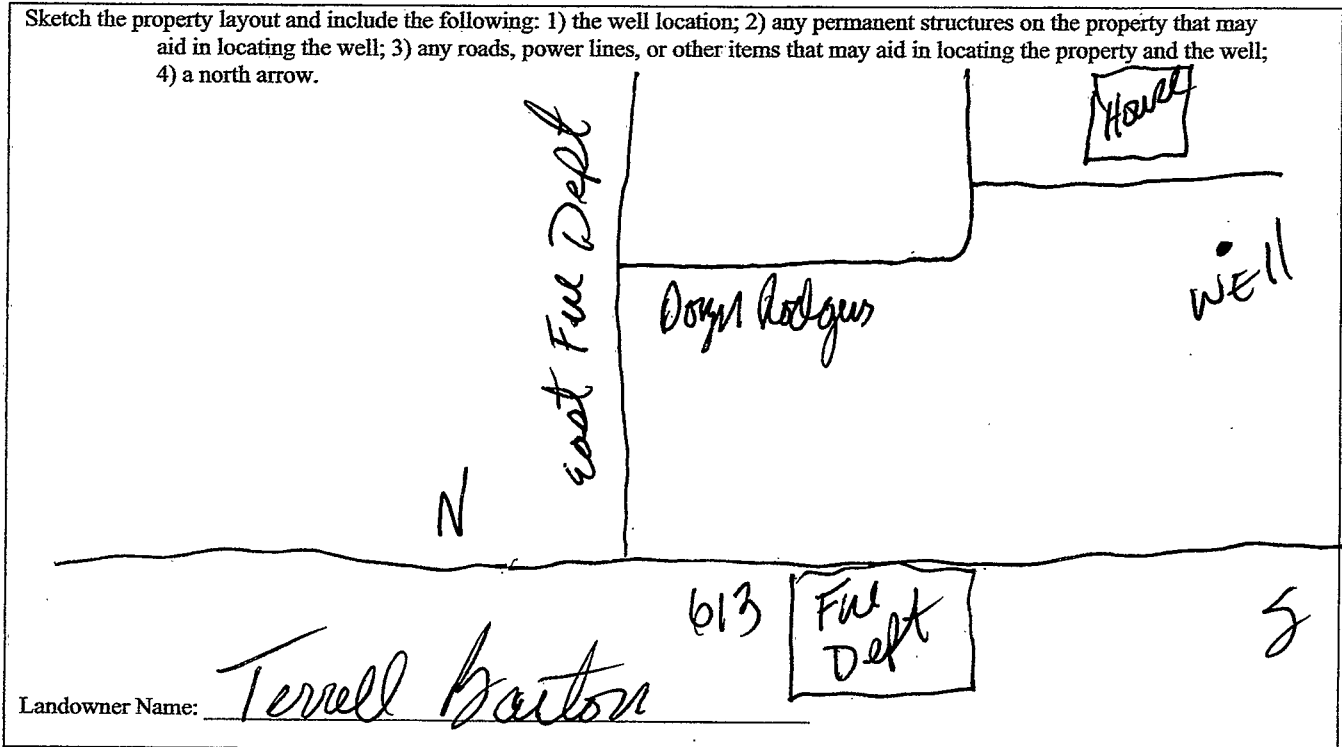 Sketch the property layout and include the following: 1) the well location; 2) any permanent structures on the property that may
aid in locating the well; 3) any roads, power lines, or other items that may aid in locating the property and the well;
4) a north arrow.
House
East Fire Dept
WEll
Rodgers
N
613
Fire
Dept
S
Landowner Name: Terrell Barton